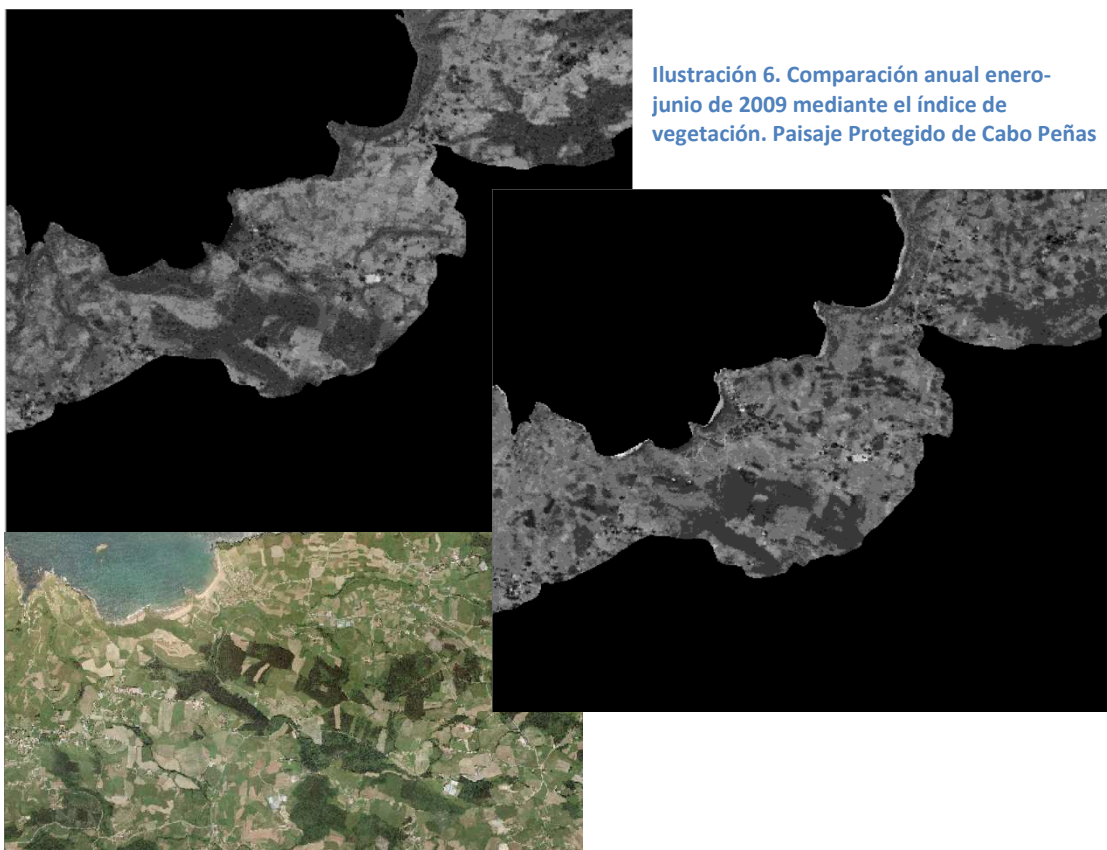 Ilustración 6. Comparación anual enero-
junio de 2009 mediante el índice de
vegetación. Paisaje Protegido de Cabo Peñas